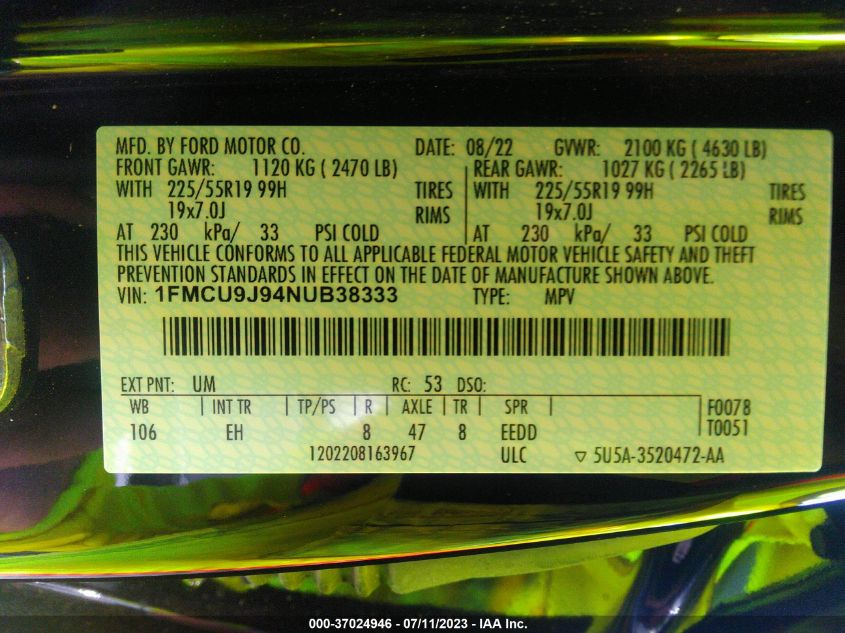 MFD. BY FORD MOTOR CO. DATE: 08/22 GVWR: 2100 KG ( 4630 LB)
FRONT GAWR: 1120 KG ( 2470 LB) REAR GAWR: 1027 KG ( 2265 LB)
WITH 225/55R19 99H TIRES WITH 225/55R19 99H TIRES
19x7.0J RIMS 19x7.0J RIMS
AT 230 kPa/ 33 PSI COLD AT 230 kPa/ 33 PSI COLD
THIS VEHICLE CONFORMS TO ALL APPLICABLE FEDERAL MOTOR VEHICLE SAFETY AND THEFT
PREVENTION STANDARDS IN EFFECT ON THE DATE OF MANUFACTURE SHOWN ABOVE.
VIN: 1FMCU9J94NUB38333 TYPE: MPV
EXT PNT: UM RC: 53 DSO:
WB | INT TR | TP/PS | R | AXLE | TR | SPR | F0078
106 EH 8 47 8 EEDD T0051
1202208163967 ULC ▽ 5U5A-3520472-AA
000-37024946 - 07/11/2023 - IAA Inc.